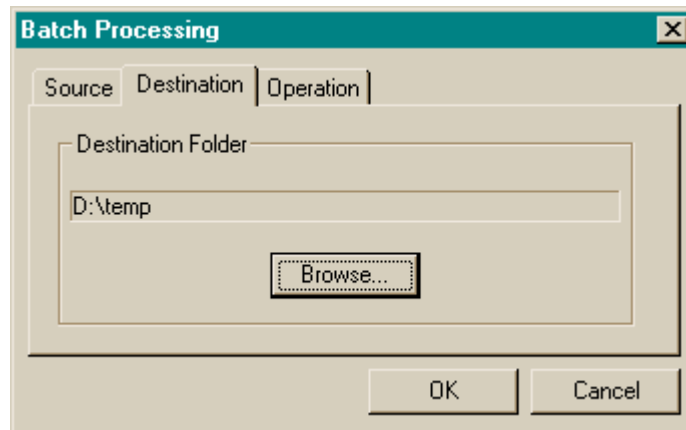 Batch Processing
Source Destination Operation
Destination Folder
D:\temp
Browse...
OK Cancel